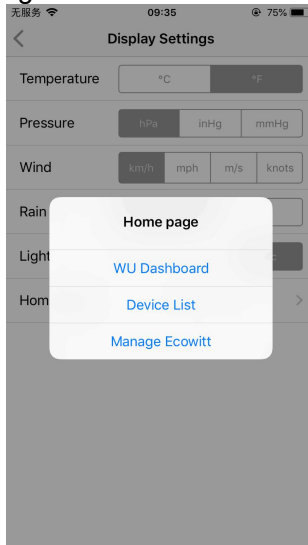 无服务 09:35 75%
Display Settings
Temperature °C °F
Pressure hPa inHg mmHg
Wind km/h mph m/s knots
Rain
Home page
Light
WU Dashboard
Hom
Device List
Manage Ecowitt